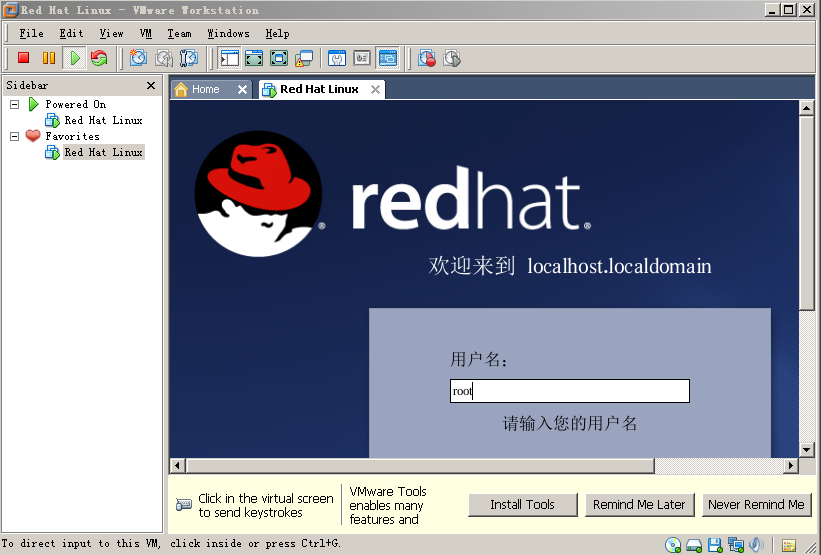 Red Hat Linux - VMware Workstation
File Edit View VM Team Windows Help
Sidebar
Powered On
Red Hat Linux
Favorites
Red Hat Linux
Home
Red Hat Linux
redhat
®
®
欢迎来到 localhost.localdomain
用户名:
root
请输入您的用户名
Click in the virtual screen
to send keystrokes
VMware Tools
enables many
features and
Install Tools
Remind Me Later
Never Remind Me
To direct input to this VM, click inside or press Ctrl+G.